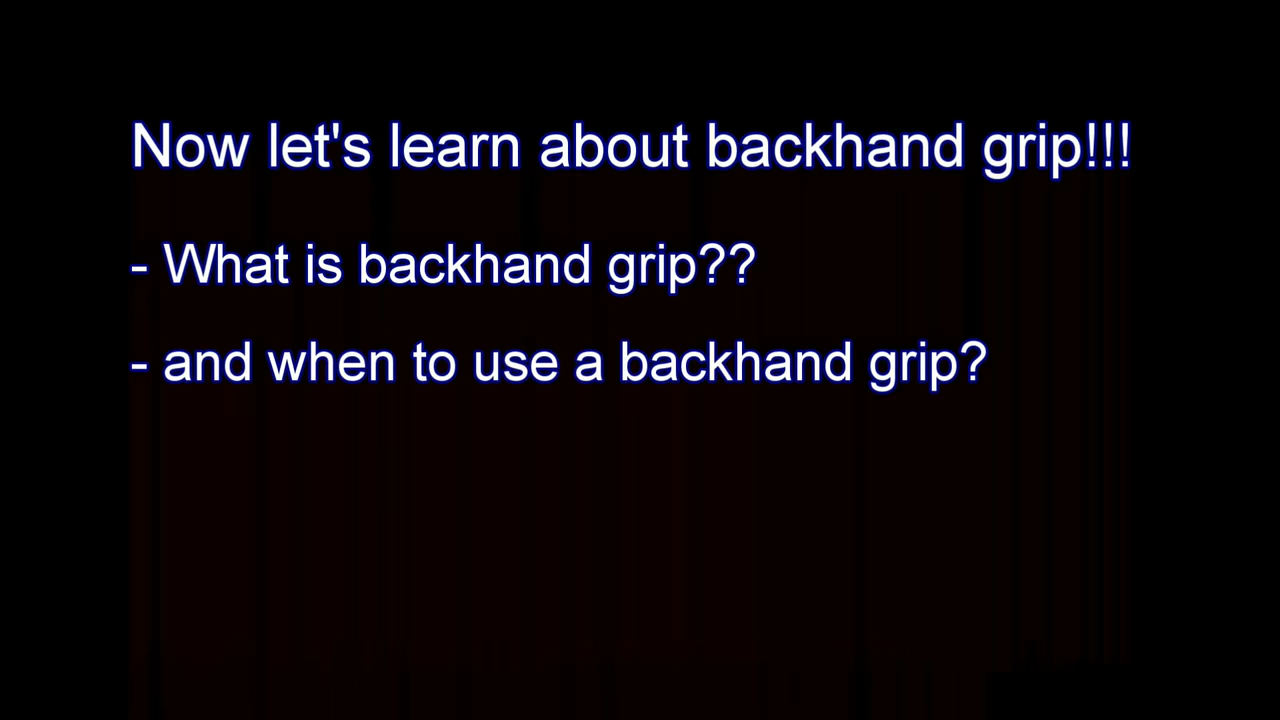 Now let's learn about backhand grip!!!
- What is backhand grip??
- and when to use a backhand grip?